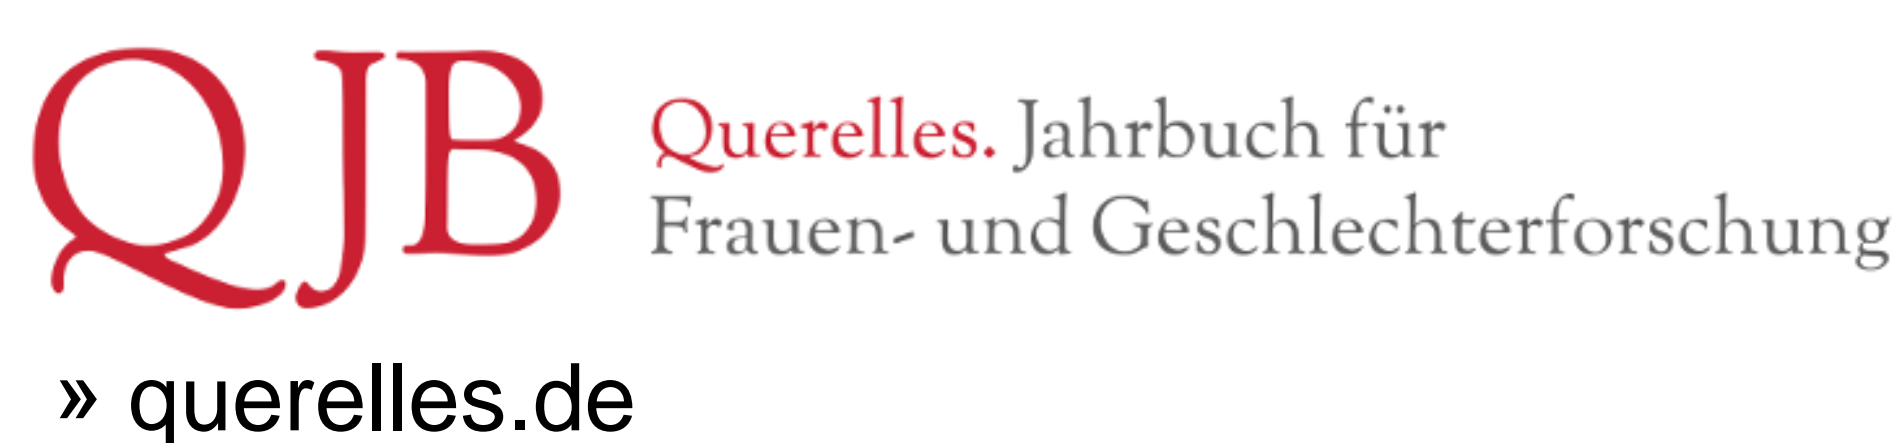 QJB
Querelles. Jahrbuch für
Frauen- und Geschlechterforschung
» querelles.de